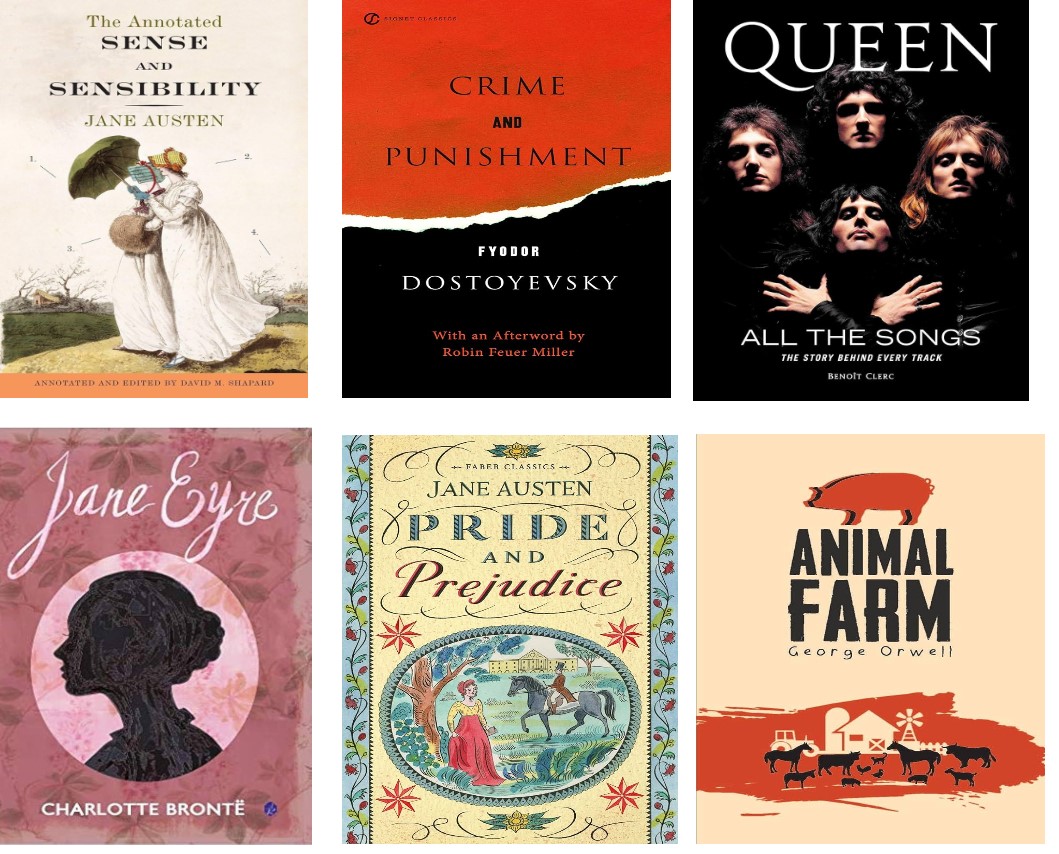 The Annotated
SENSE
AND
SENSIBILITY
JANE AUSTEN
1.
2.
3.
4.
ANNOTATED AND EDITED BY DAVID M. SHAPARD
SIGNET CLASSICS
CRIME
AND
PUNISHMENT
FYODOR
DOSTOYEVSKY
With an Afterword by
Robin Feuer Miller
QUEEN
ALL THE SONGS
THE STORY BEHIND EVERY TRACK
BENOÎT CLERC
Jane Eyre
CHARLOTTE BRONTË
FABER CLASSICS
JANE AUSTEN
PRIDE
AND
Prejudice
ANIMAL
FARM
George Orwell